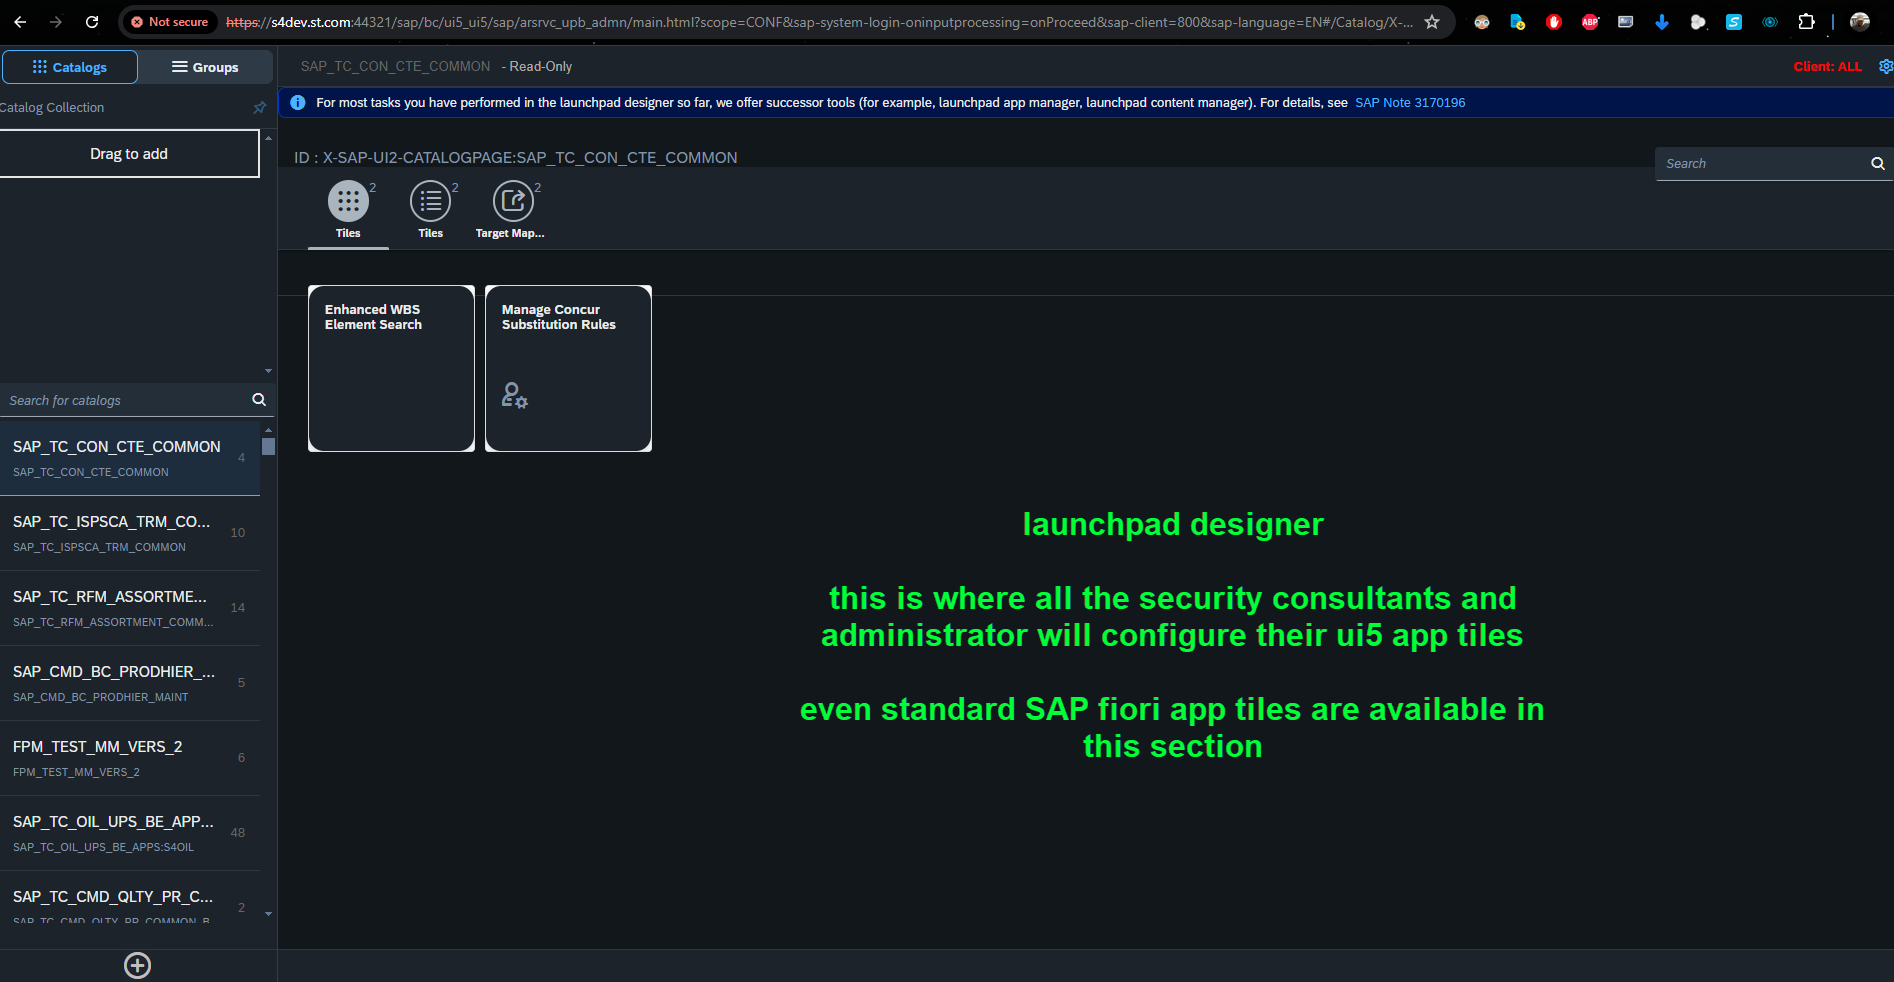 Not secure
https://s4dev.st.com:44321/sap/bc/ui5_ui5/sap/arsrvc_upb_admn/main.html?scope=CONF&sap-system-login-oninputprocessing=onProceed&sap-client=800&sap-language=EN#/Catalog/X-...
ABP
S
Catalogs
Groups
SAP_TC_CON_CTE_COMMON - Read-Only
Client: ALL
Catalog Collection
For most tasks you have performed in the launchpad designer so far, we offer successor tools (for example, launchpad app manager, launchpad content manager). For details, see SAP Note 3170196
Drag to add
ID : X-SAP-UI2-CATALOGPAGE:SAP_TC_CON_CTE_COMMON
Search
2
2
2
Tiles
Tiles
Target Map...
Enhanced WBS
Element Search
Manage Concur
Substitution Rules
Search for catalogs
SAP_TC_CON_CTE_COMMON
4
SAP_TC_CON_CTE_COMMON
SAP_TC_ISPSCA_TRM_CO...
10
SAP_TC_ISPSCA_TRM_COMMON
SAP_TC_RFM_ASSORTME...
14
SAP_TC_RFM_ASSORTMENT_COMM...
SAP_CMD_BC_PRODHIER_...
5
SAP_CMD_BC_PRODHIER_MAINT
FPM_TEST_MM_VERS_2
6
FPM_TEST_MM_VERS_2
SAP_TC_OIL_UPS_BE_APP...
48
SAP_TC_OIL_UPS_BE_APPS:S4OIL
SAP_TC_CMD_QLTY_PR_C...
2
SAP_TC_CMD_QLTY_PR_COMMON_B
launchpad designer
this is where all the security consultants and
administrator will configure their ui5 app tiles
even standard SAP fiori app tiles are available in
this section